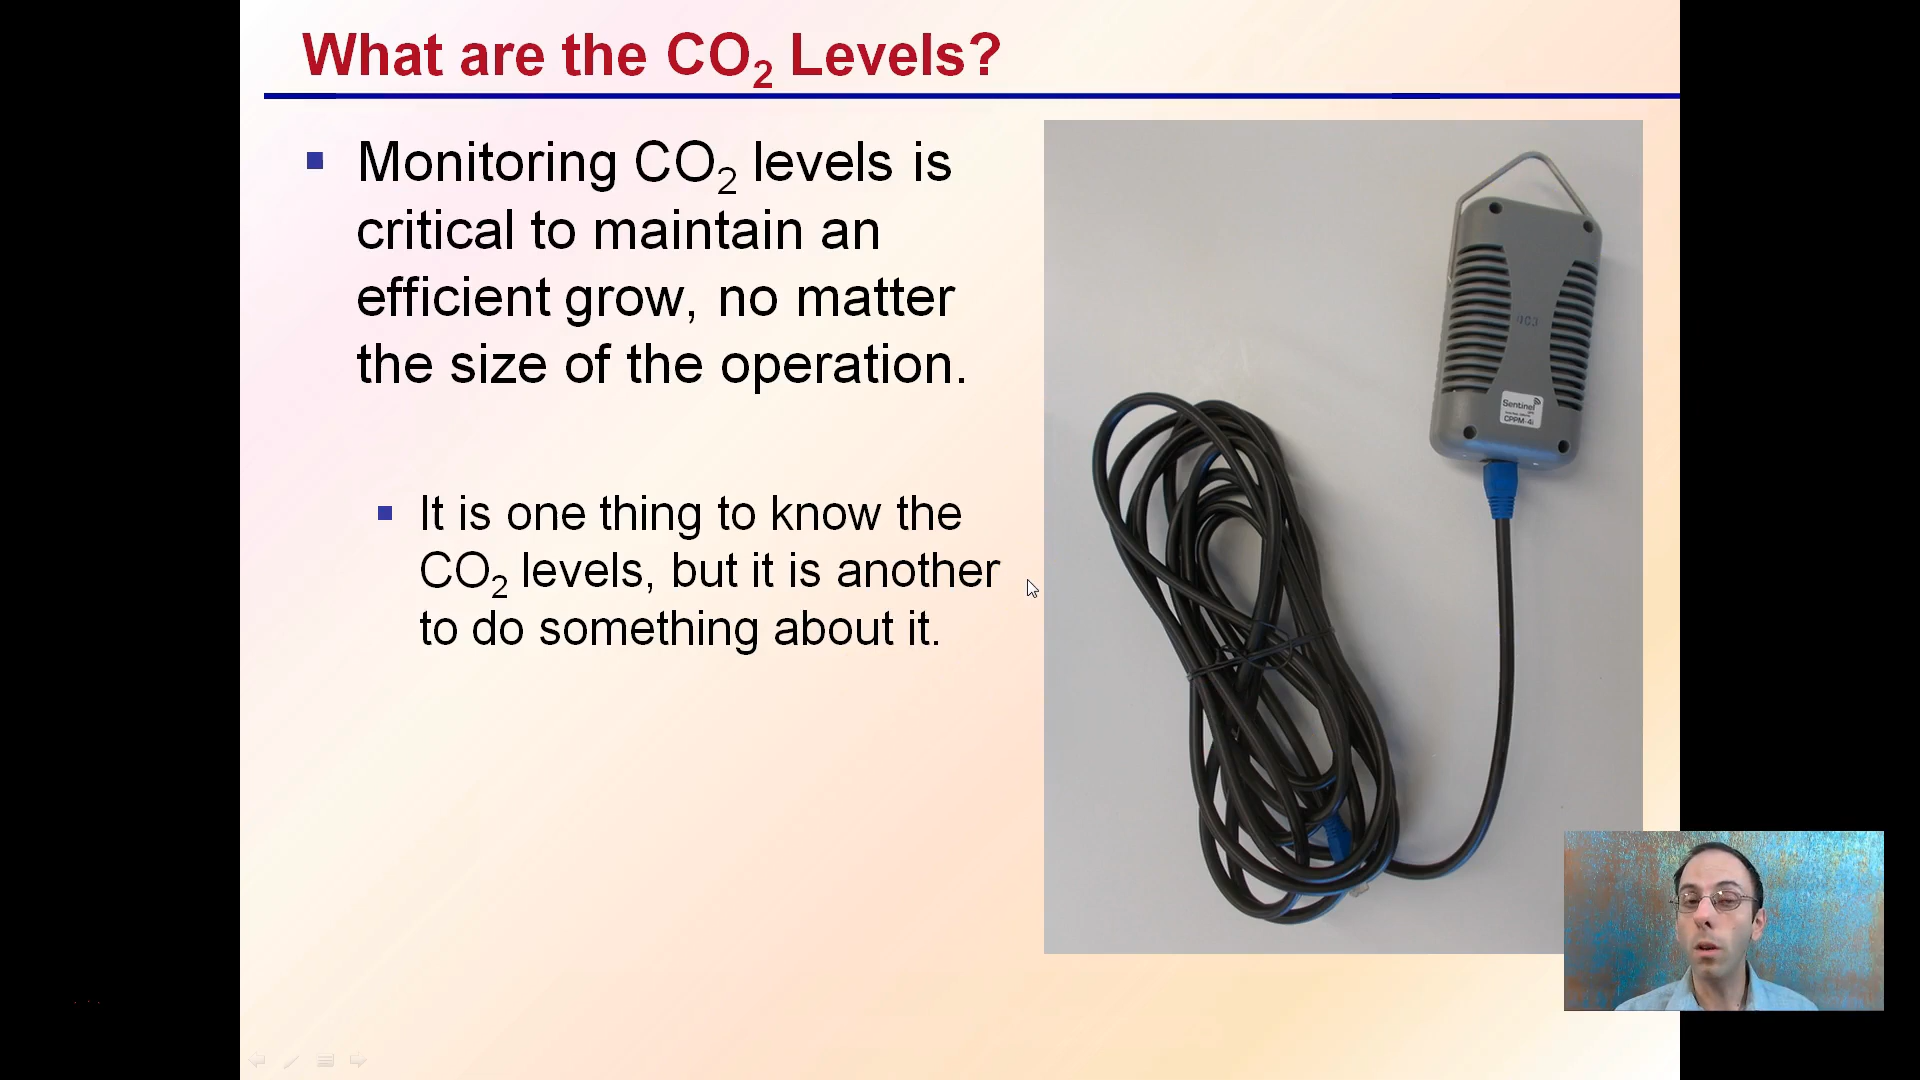 What are the CO₂ Levels?
Monitoring CO₂ levels is
critical to maintain an
efficient grow, no matter
the size of the operation.
It is one thing to know the
CO₂ levels, but it is another
to do something about it.
Sentinel
CPPM-4i